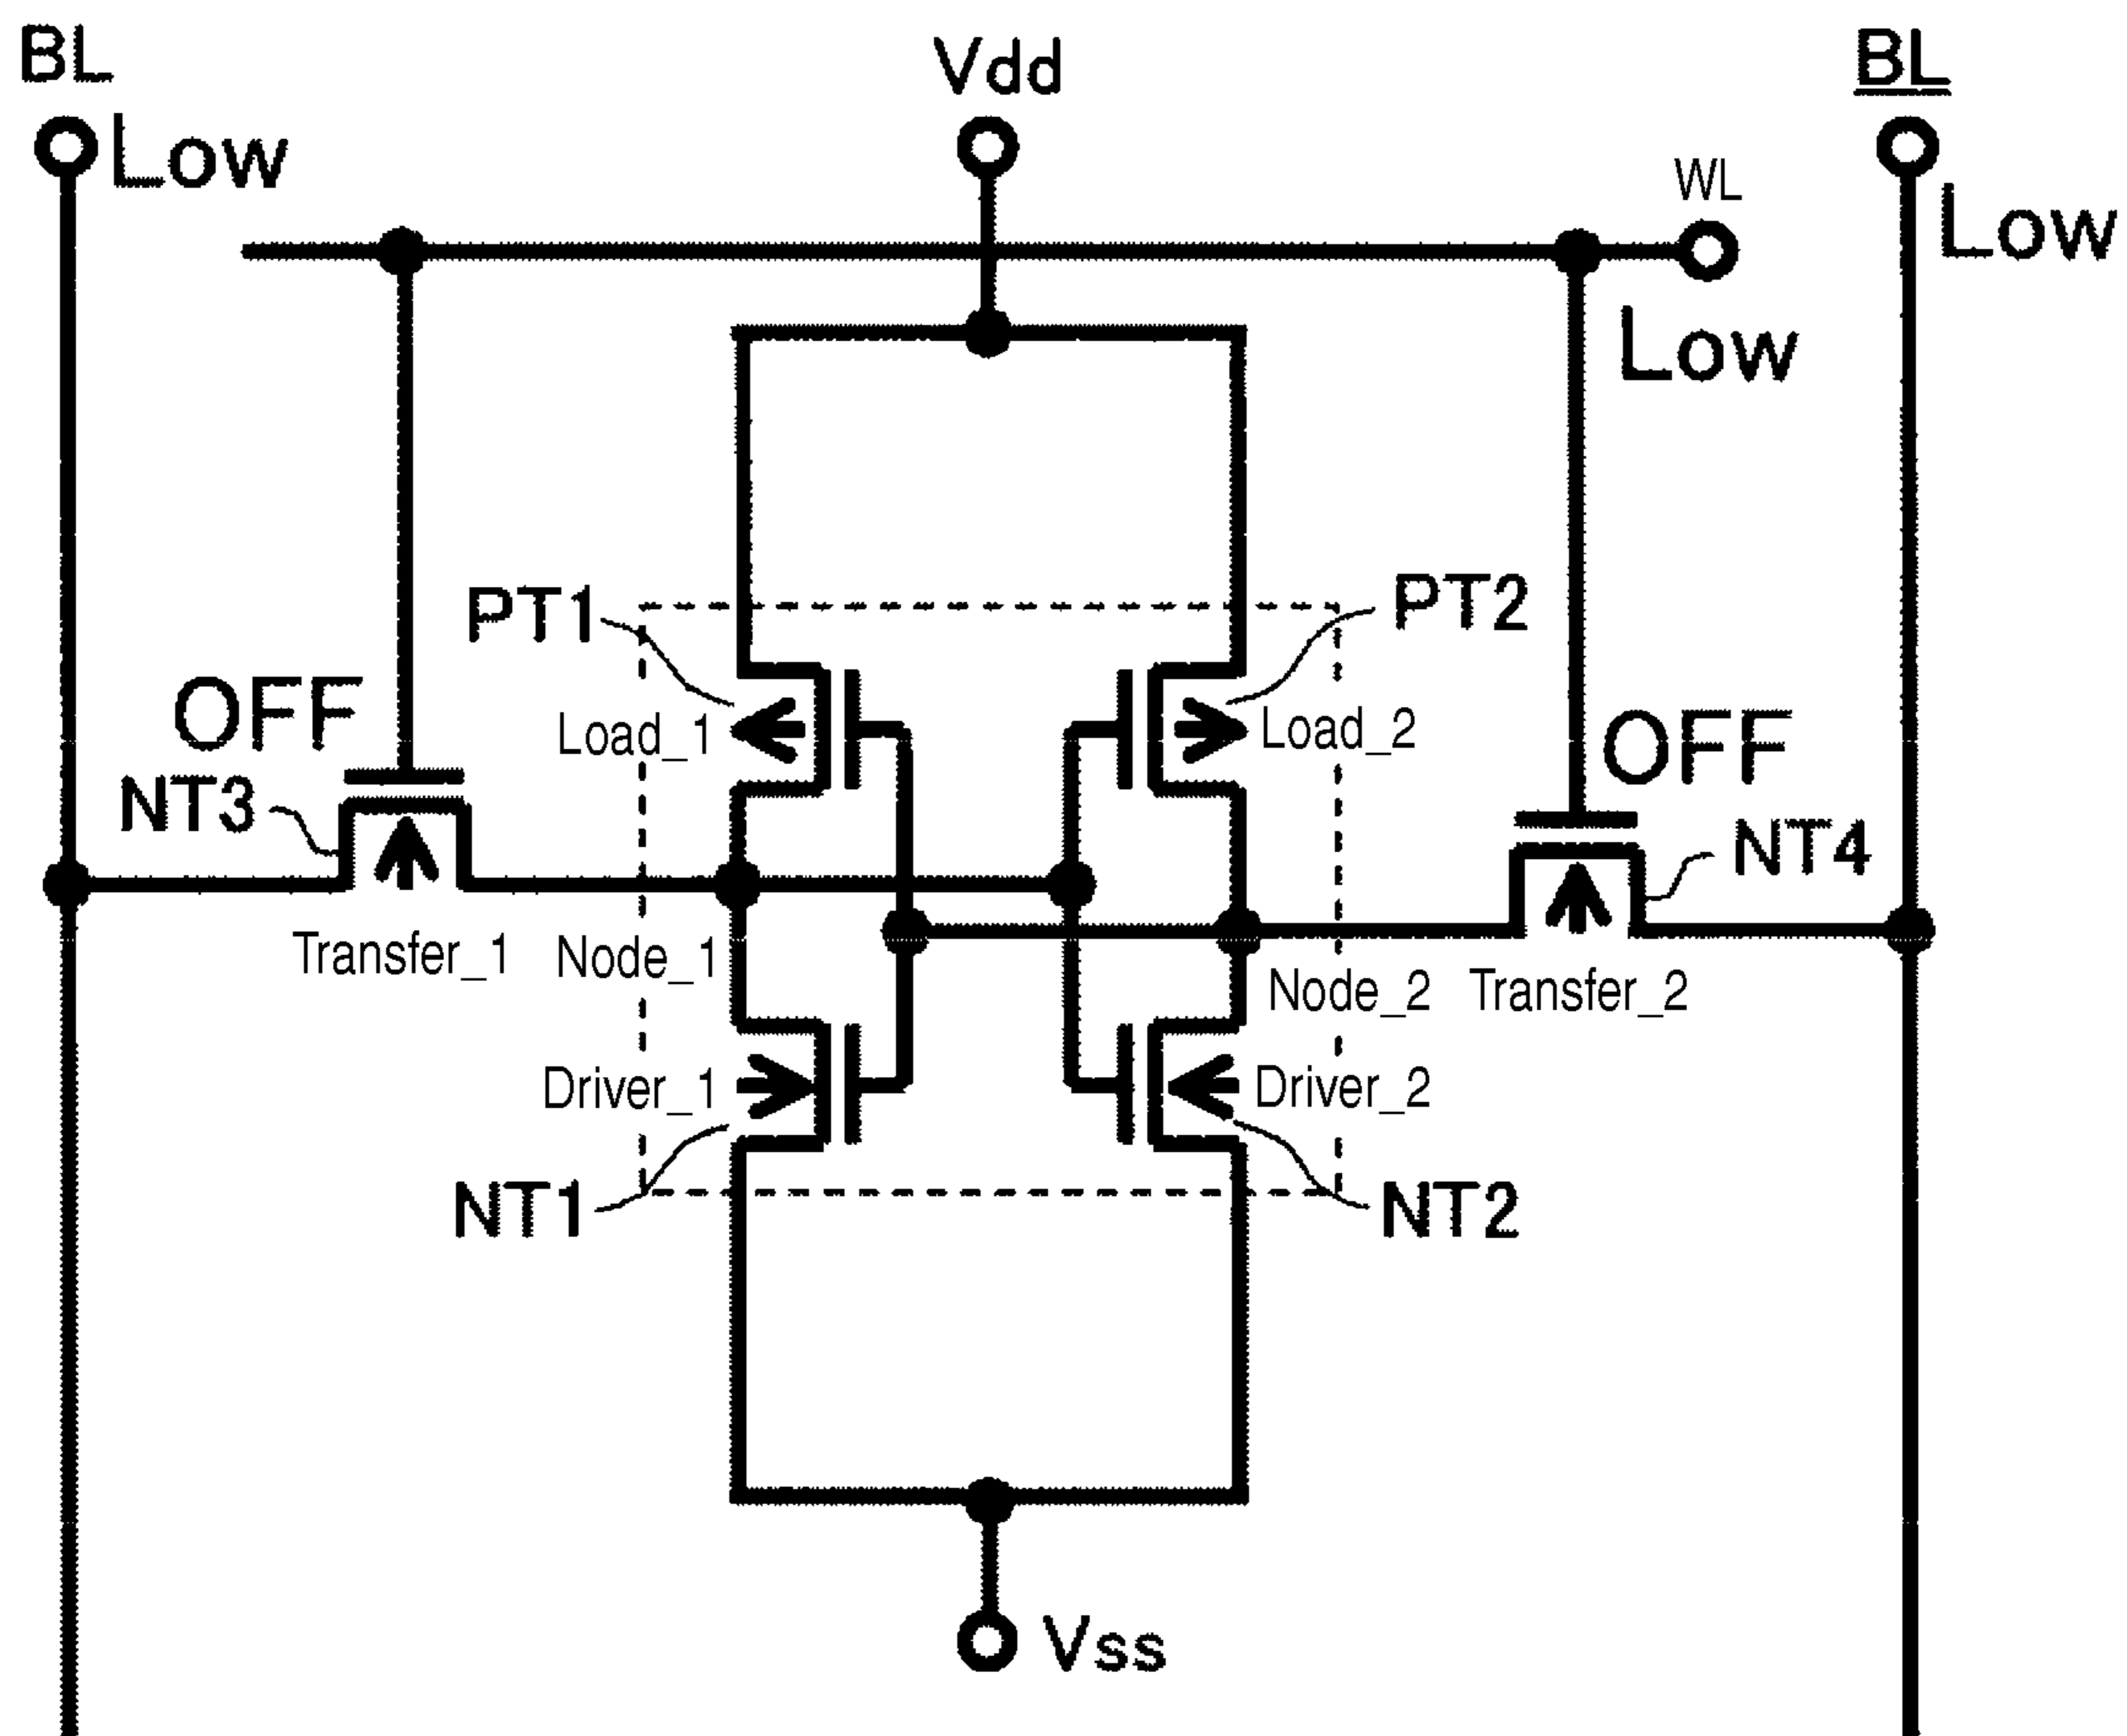 BL
Vdd
BL
Low
WL
Low
Low
PT1
PT2
OFF
Load_1
Load_2
OFF
NT3
NT4
Transfer_1
Node_1
Node_2
Transfer_2
Driver_1
Driver_2
NT1
NT2
Vss